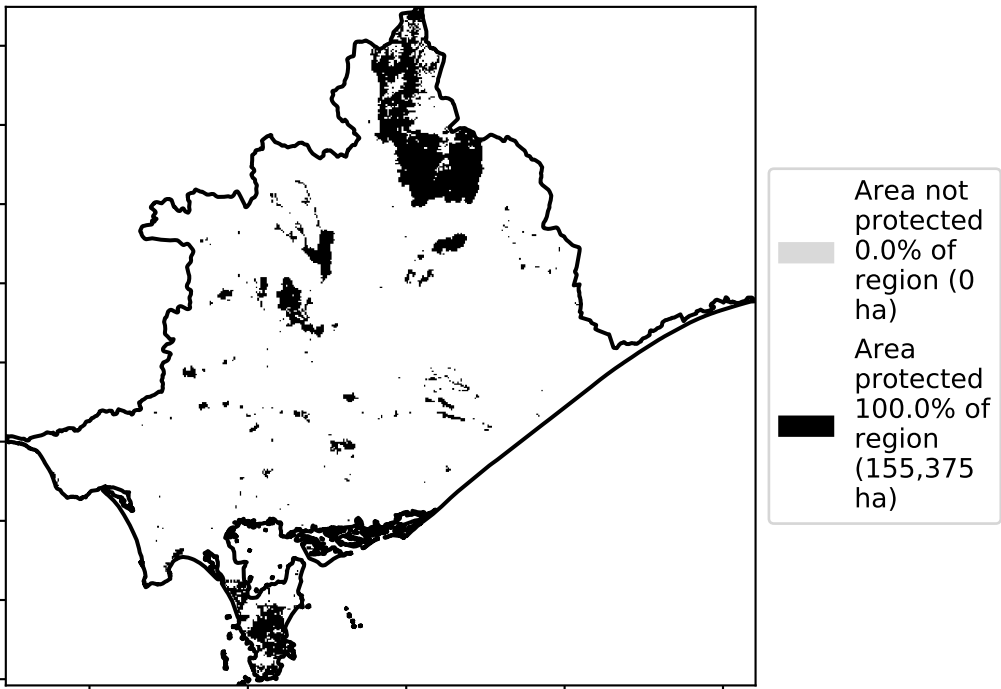 Area not
protected
0.0% of
region (0
ha)
Area
protected
100.0% of
region
(155,375
ha)